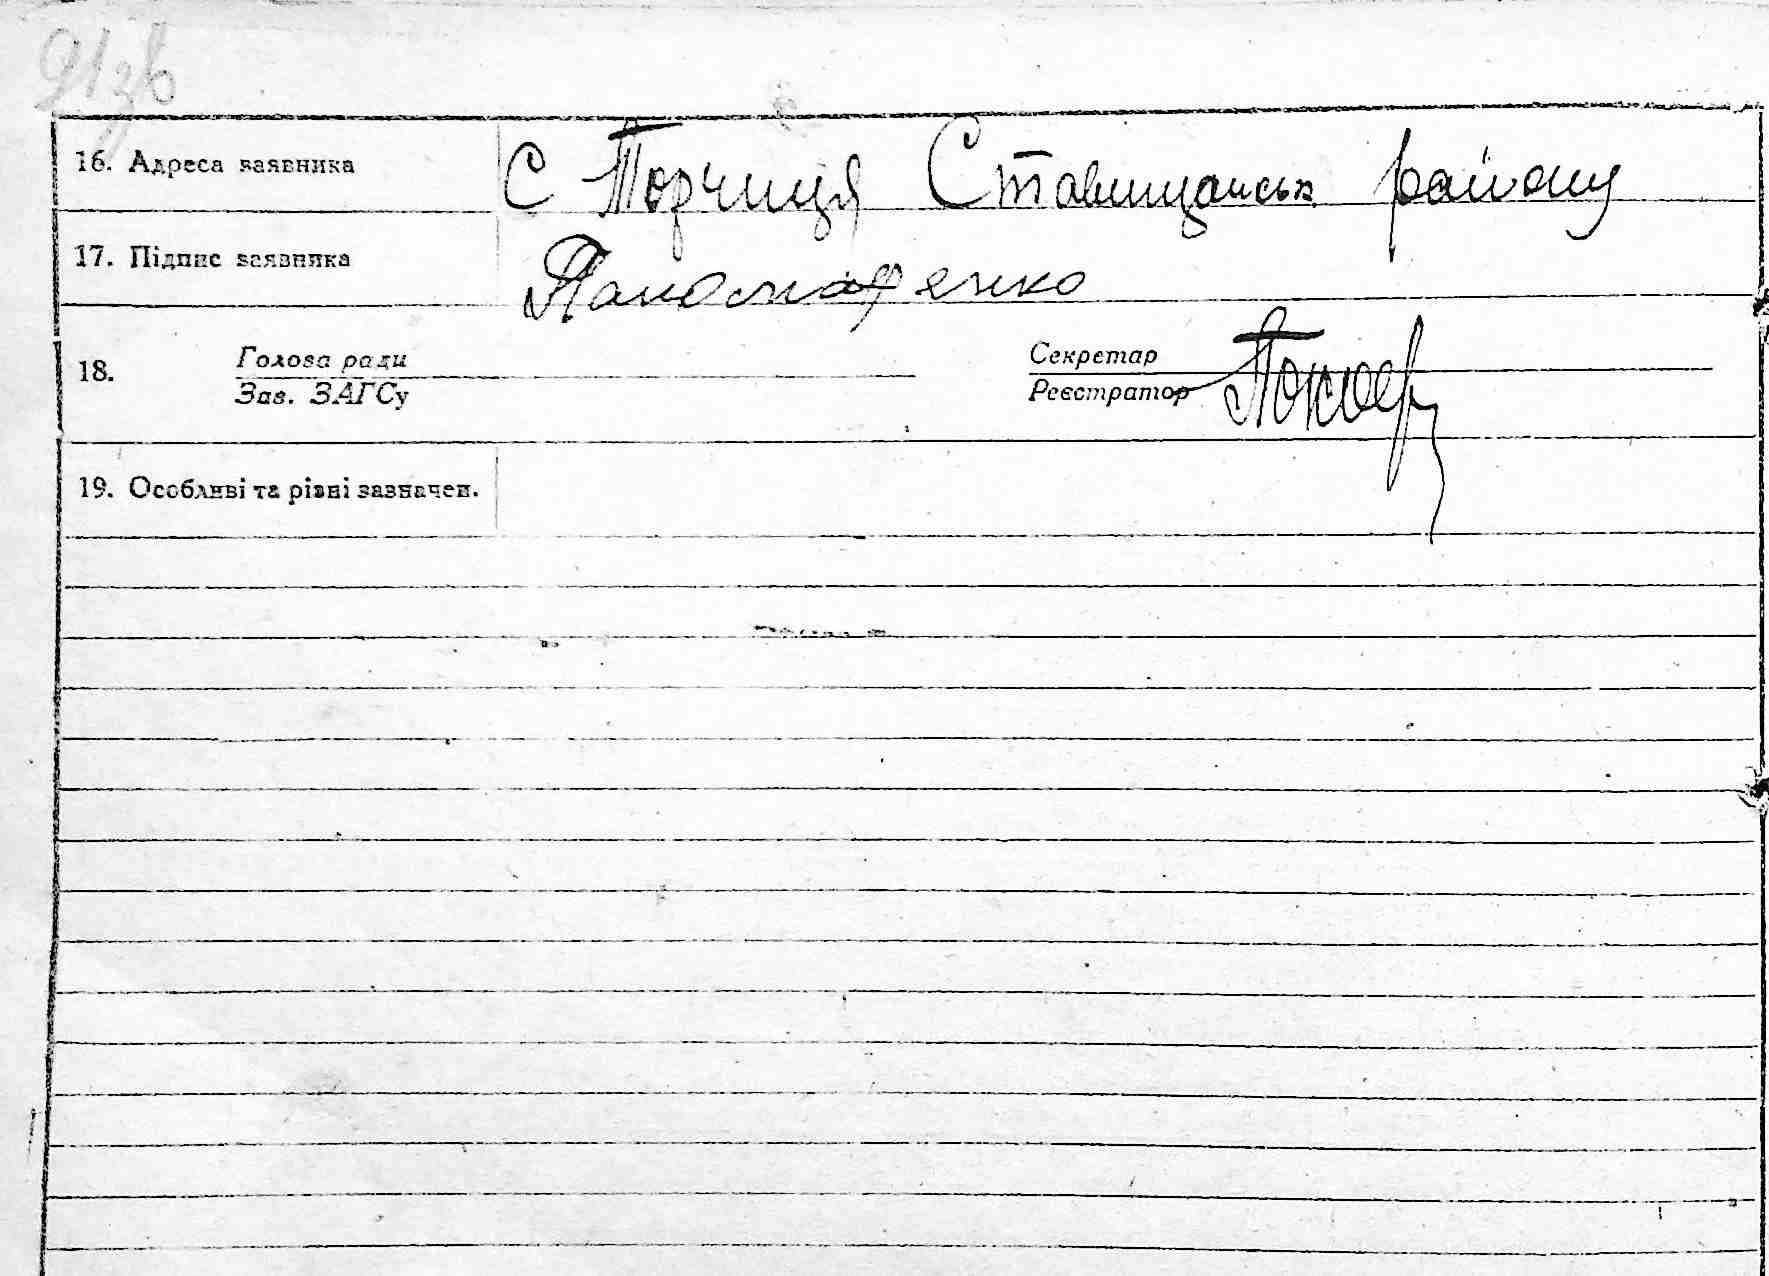 91зв
16. Адреса заявника С Торчиця Ставищанськ району
17. Підпис заявника Панамаренко
18. Голова ради Секретар
Зав. ЗАГСу Реєстратор
19. Особливі та різні зазначен.